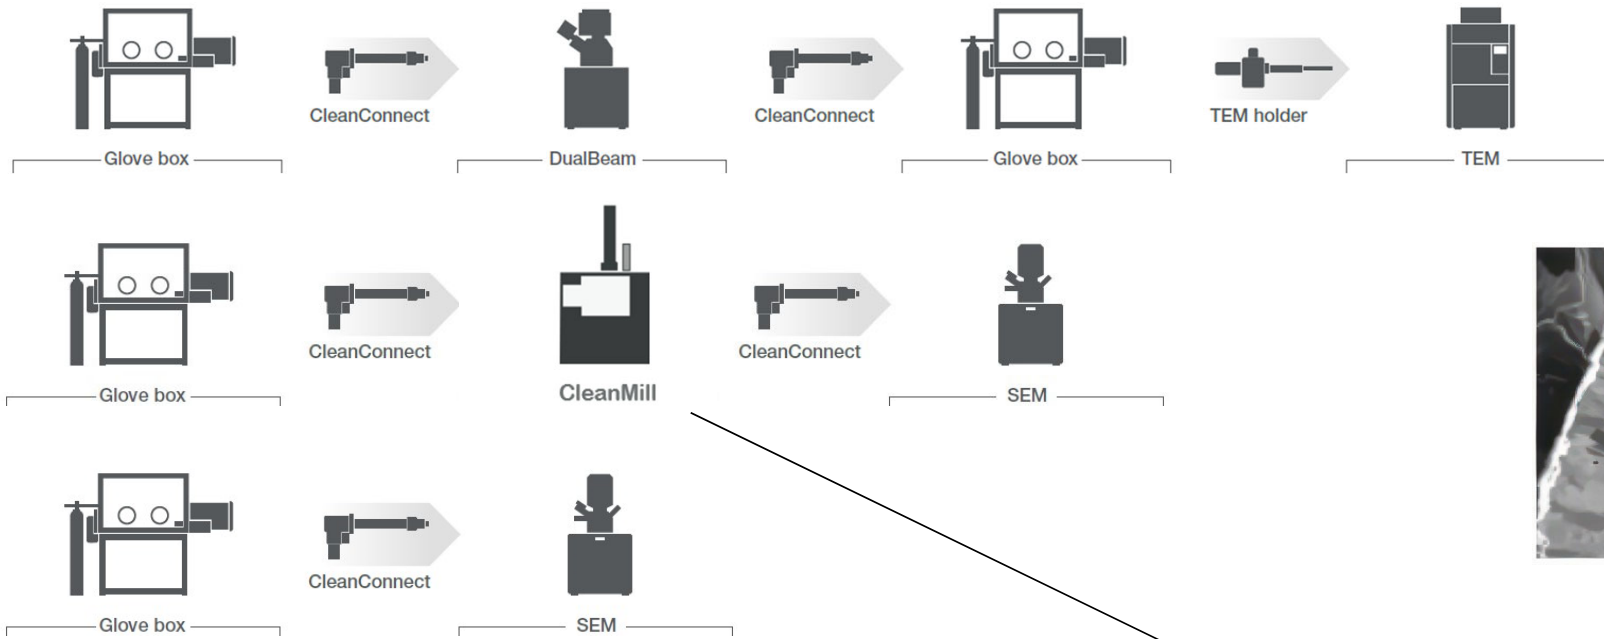 CleanConnect
CleanConnect
TEM holder
Glove box
DualBeam
Glove box
TEM
CleanConnect
CleanConnect
CleanMill
Glove box
SEM
CleanConnect
Glove box
SEM